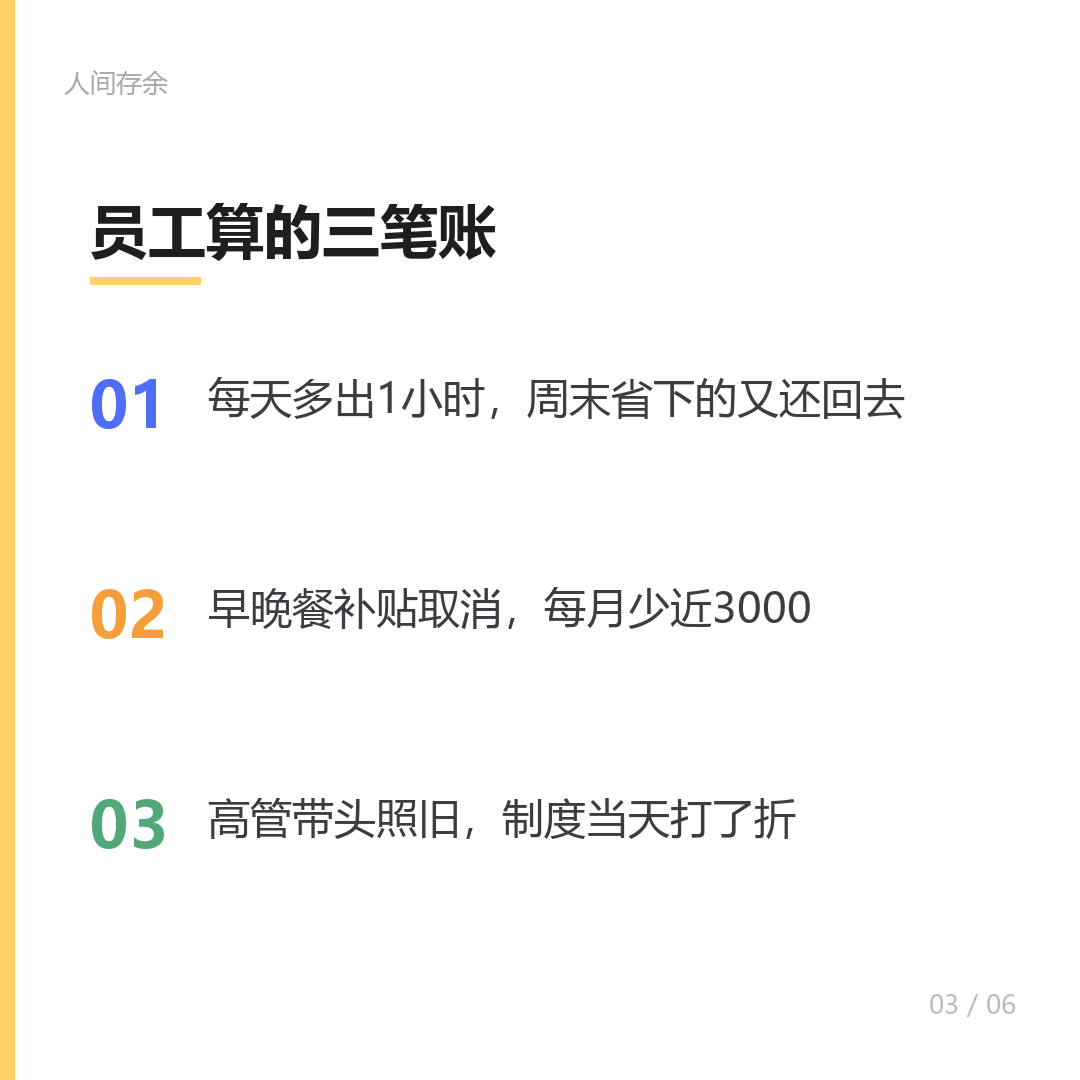 人间存余
员工算的三笔账
01 每天多出1小时，周末省下的又还回去
02 早晚餐补贴取消，每月少近3000
03 高管带头照旧，制度当天打了折
03 / 06